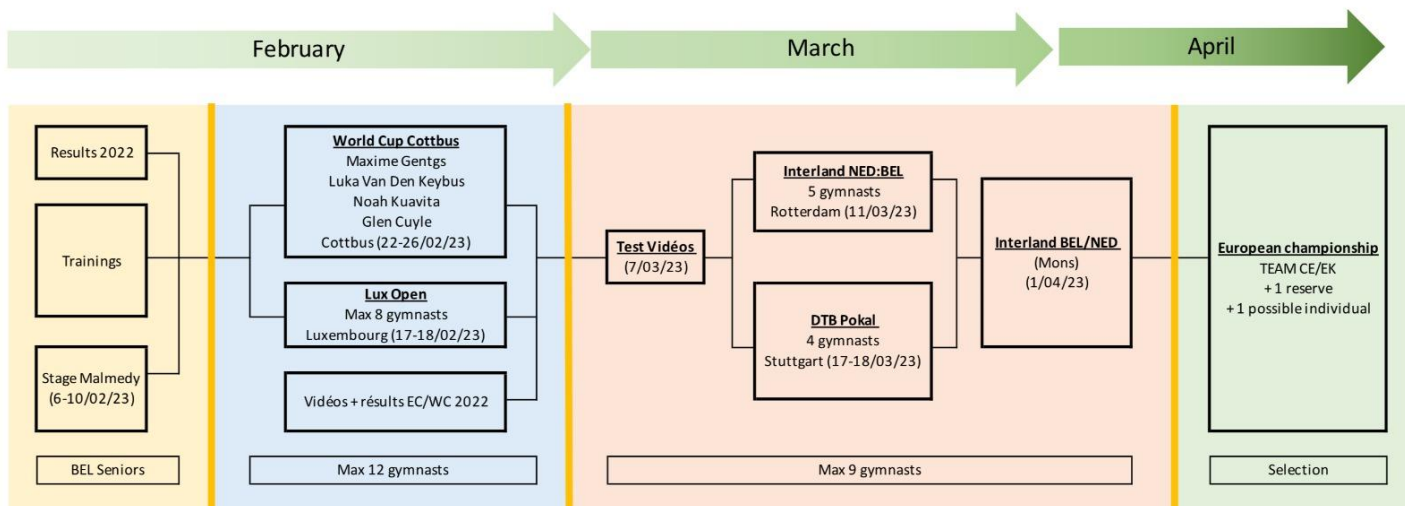 February
March
April
Results 2022
Trainings
Stage Malmedy
(6-10/02/23)
BEL Seniors
World Cup Cottbus
Maxime Gentgs
Luka Van Den Keybus
Noah Kuavita
Glen Cuyle
Cottbus (22-26/02/23)
Lux Open
Max 8 gymnasts
Luxembourg (17-18/02/23)
Vidéos + résults EC/WC 2022
Max 12 gymnasts
Test Vidéos
(7/03/23)
Interland NED:BEL
5 gymnasts
Rotterdam (11/03/23)
DTB Pokal
4 gymnasts
Stuttgart (17-18/03/23)
Interland BEL/NED
(Mons)
(1/04/23)
Max 9 gymnasts
European championship
TEAM CE/EK
+ 1 reserve
+ 1 possible individual
Selection